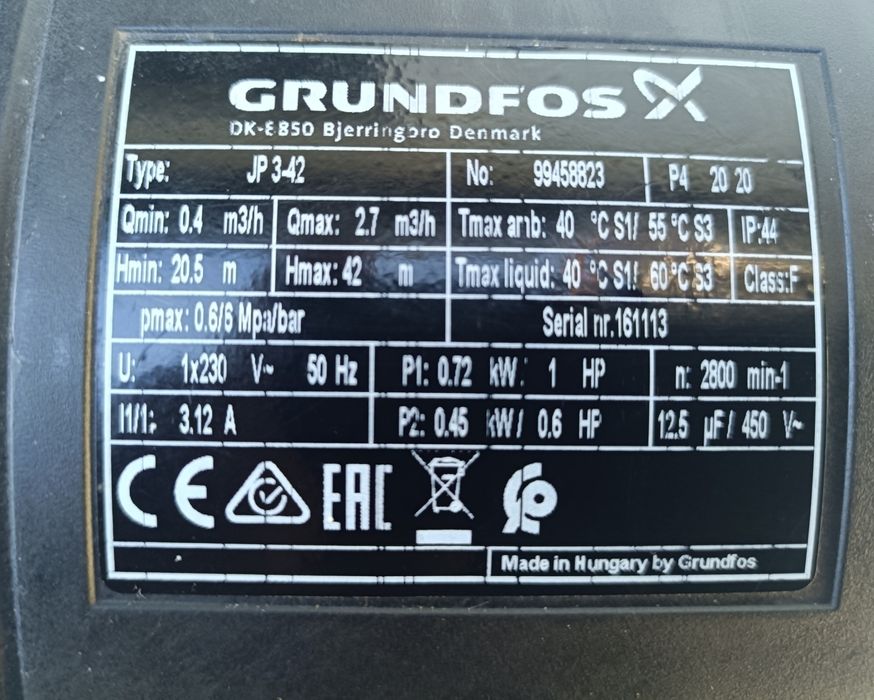 GRUNDFOS
DK-8850 Bjerringbro Denmark
Type: JP 3-42 No: 99458823 P4 20 20
Qmin: 0.4 m3/h Qmax: 2.7 m3/h Tmax amb: 40 °C S1/ 55 °C S3 IP:44
Hmin: 20.5 m Hmax: 42 m Tmax liquid: 40 °C S1/ 60 °C S3 Class:F
pmax: 0.6/6 Mpa/bar Serial nr.161113
U: 1x230 V~ 50 Hz P1: 0.72 kW/ 1 HP n: 2800 min-1
I1/1: 3.12 A P2: 0.45 kW/ 0.6 HP 12.5 µF/ 450 V~
CE EAC
Made in Hungary by Grundfos